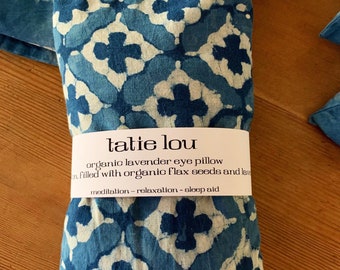 tatie lou
organic lavender eye pillow
filled with organic flax seeds and
meditation - relaxation - sleep aid